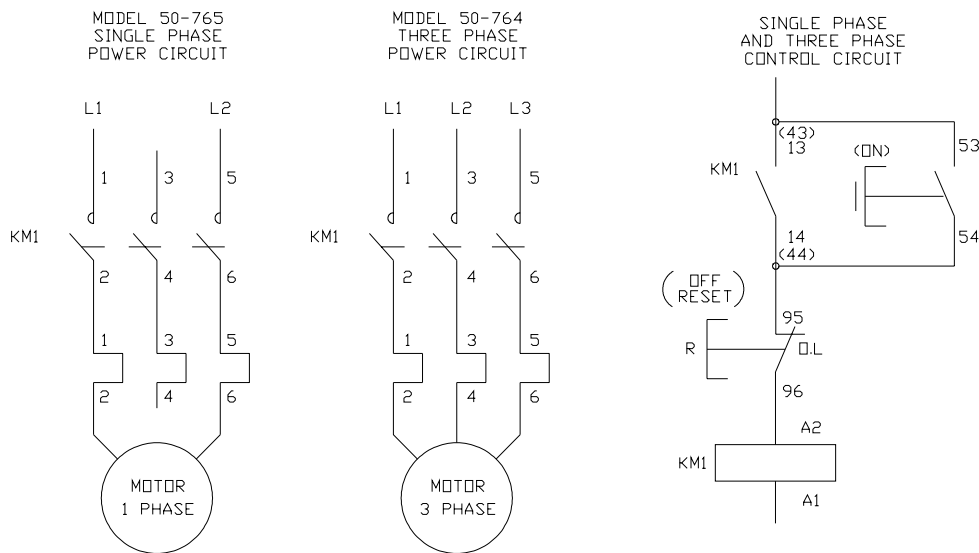 MODEL 50-765
SINGLE PHASE
POWER CIRCUIT
L1
L2
1
3
5
KM1
2
4
6
1
3
5
2
4
6
MOTOR
1 PHASE
MODEL 50-764
THREE PHASE
POWER CIRCUIT
L1
L2
L3
1
3
5
KM1
2
4
6
1
3
5
2
4
6
MOTOR
3 PHASE
SINGLE PHASE
AND THREE PHASE
CONTROL CIRCUIT
(43)
13
53
(ON)
KM1
14
(44)
54
(OFF
RESET)
95
R
O.L
96
A2
KM1
A1